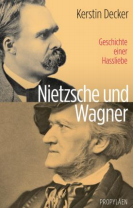 Kerstin Decker
Geschichte
einer
Hassliebe
Nietzsche und
Wagner
PROPYLÄEN